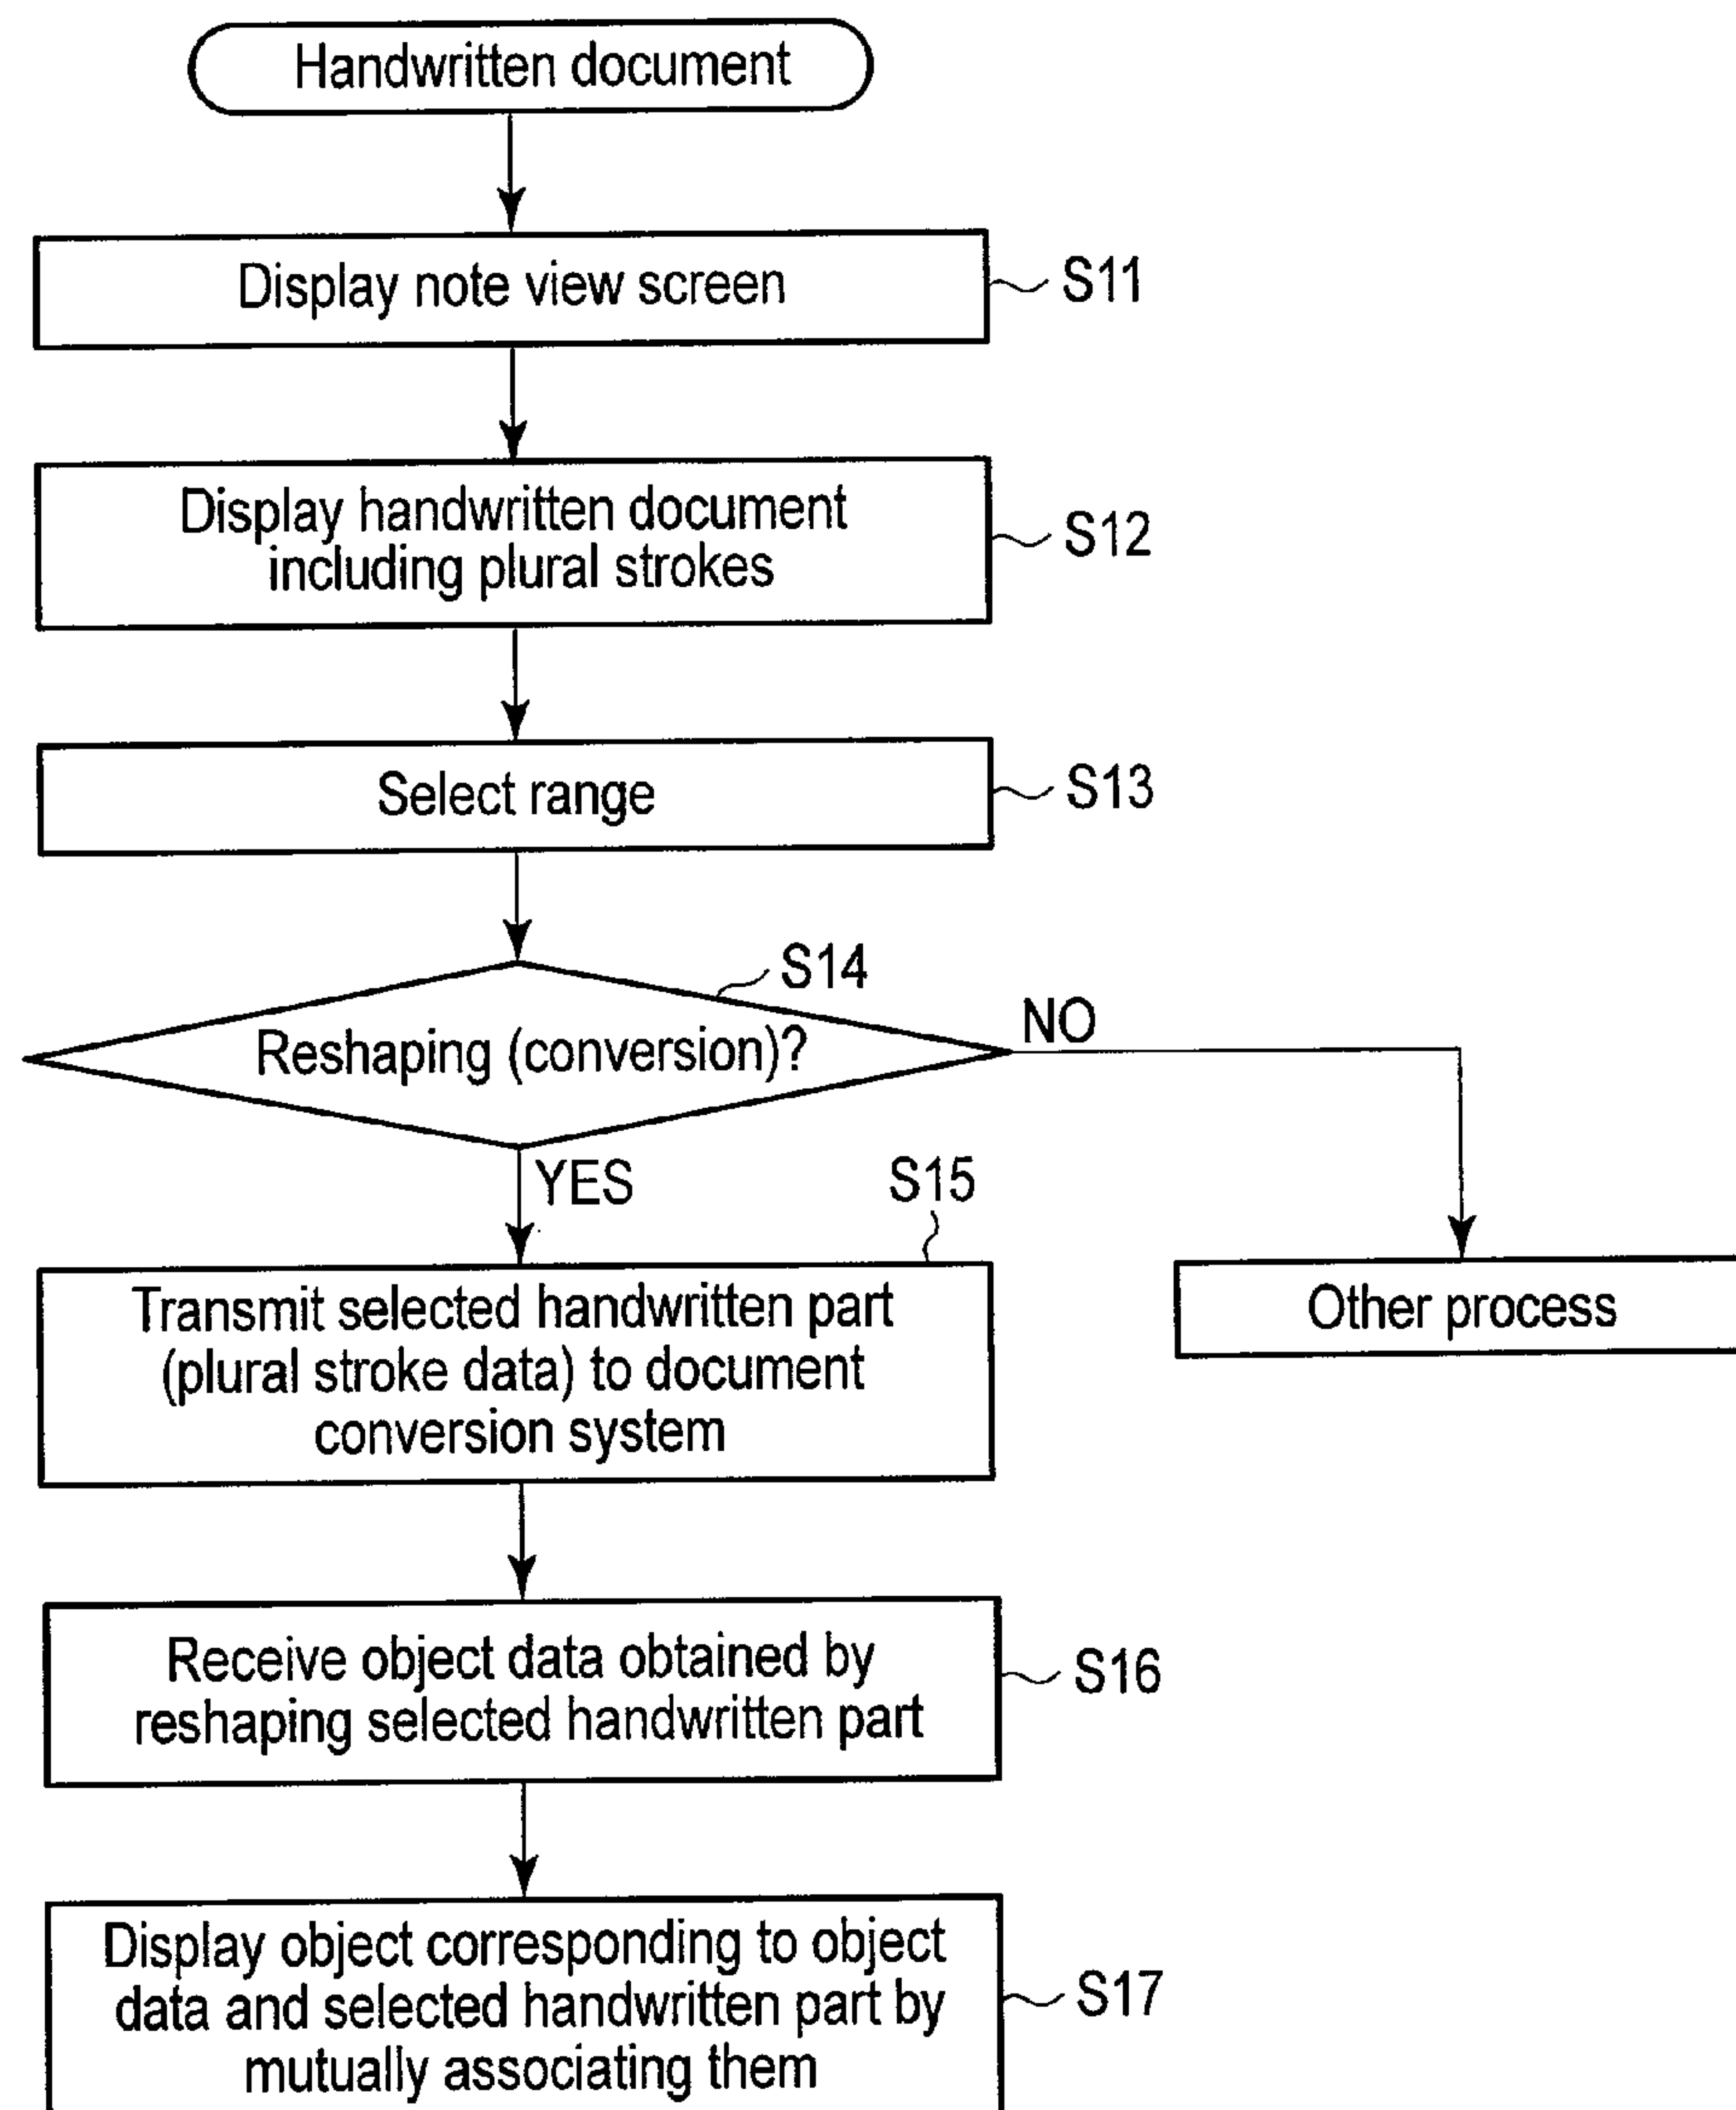 Handwritten document
Display note view screen
S11
Display handwritten document
including plural strokes
S12
Select range
S13
S14
Reshaping (conversion)?
NO
YES
S15
Transmit selected handwritten part
(plural stroke data) to document
conversion system
Other process
Receive object data obtained by
reshaping selected handwritten part
S16
Display object corresponding to object
data and selected handwritten part by
mutually associating them
S17